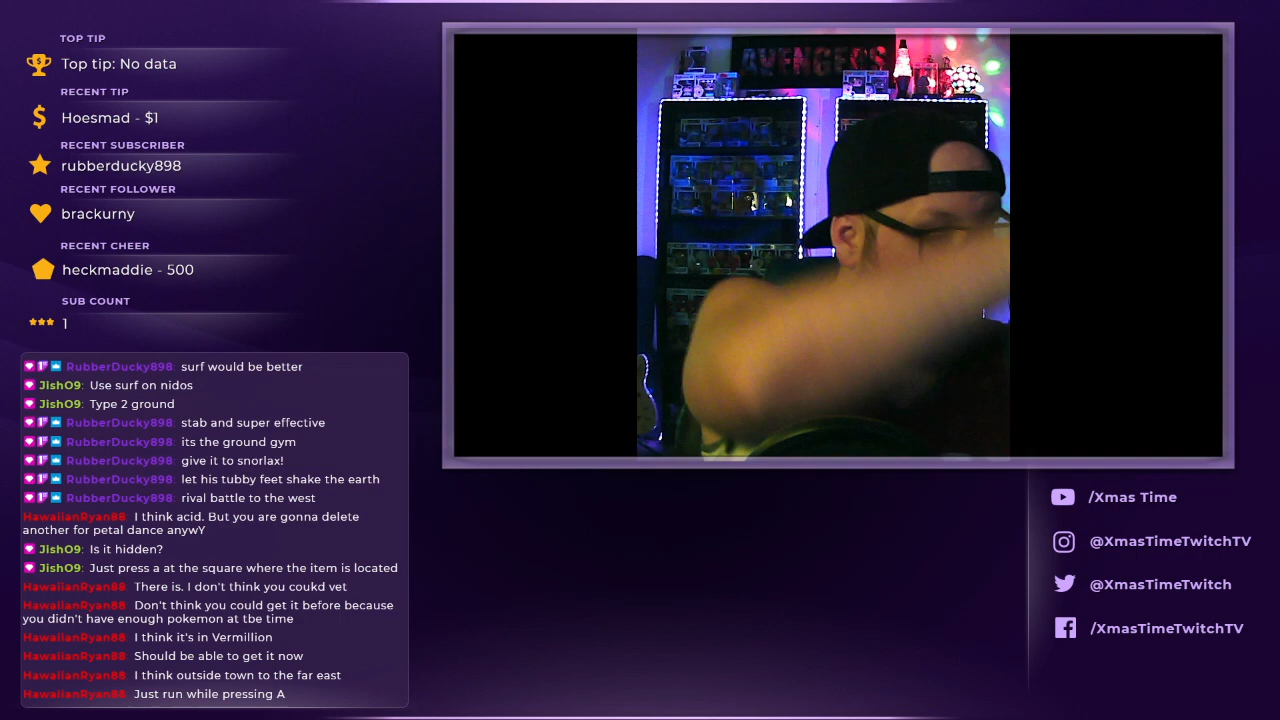 TOP TIP
Top tip: No data
RECENT TIP
Hoesmad - $1
RECENT SUBSCRIBER
rubberducky898
RECENT FOLLOWER
brackurny
RECENT CHEER
heckmaddie - 500
SUB COUNT
1
RubberDucky898: surf would be better
JishO9: Use surf on nidos
JishO9: Type 2 ground
RubberDucky898: stab and super effective
RubberDucky898: its the ground gym
RubberDucky898: give it to snorlax!
RubberDucky898: let his tubby feet shake the earth
RubberDucky898: rival battle to the west
HawaiianRyan88: I think acid. But you are gonna delete
another for petal dance anywY
JishO9: Is it hidden?
JishO9: Just press a at the square where the item is located
HawaiianRyan88: There is. I don't think you coukd vet
HawaiianRyan88: Don't think you could get it before because
you didn't have enough pokemon at tbe time
HawaiianRyan88: I think it's in Vermillion
HawaiianRyan88: Should be able to get it now
HawaiianRyan88: I think outside town to the far east
HawaiianRyan88: Just run while pressing A
AVENGERS
/Xmas Time
@XmasTimeTwitchTV
@XmasTimeTwitch
/XmasTimeTwitchTV